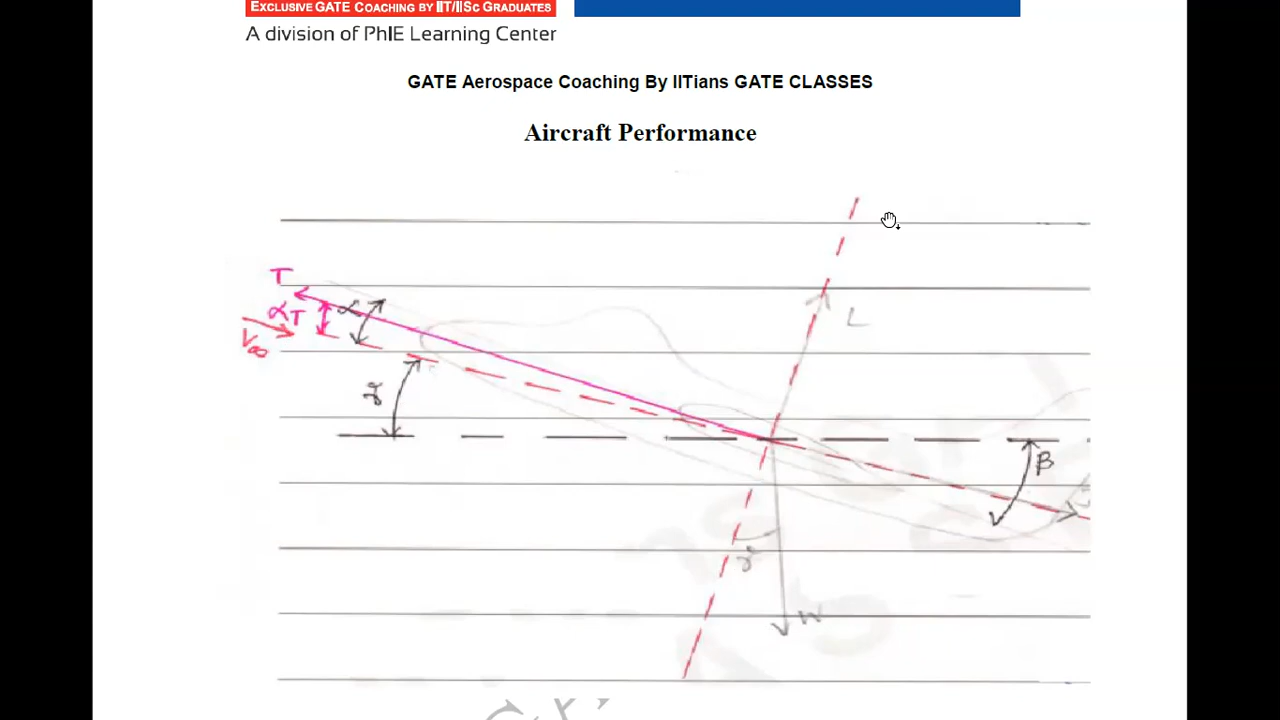 EXCLUSIVE GATE COACHING BY IIT/IISC GRADUATES
A division of PhIE Learning Center
GATE Aerospace Coaching By IITians GATE CLASSES
Aircraft Performance
T
αT
α
V∞
L
γ
β
γ
W